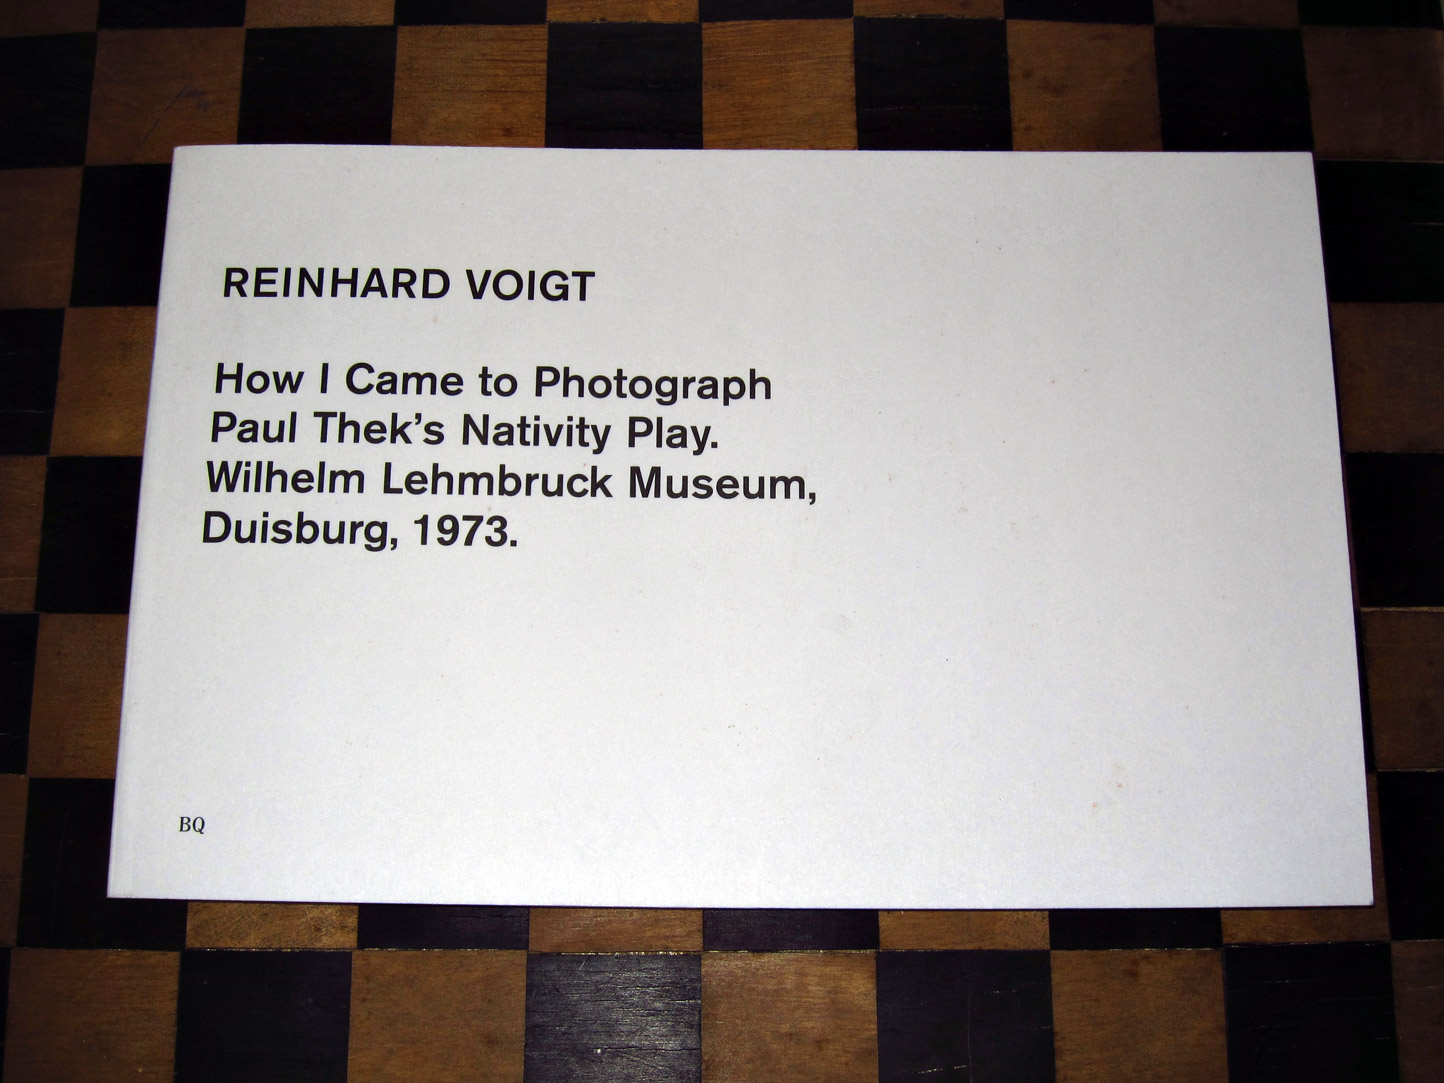 REINHARD VOIGT
How I Came to Photograph
Paul Thek’s Nativity Play.
Wilhelm Lehmbruck Museum,
Duisburg, 1973.
BQ